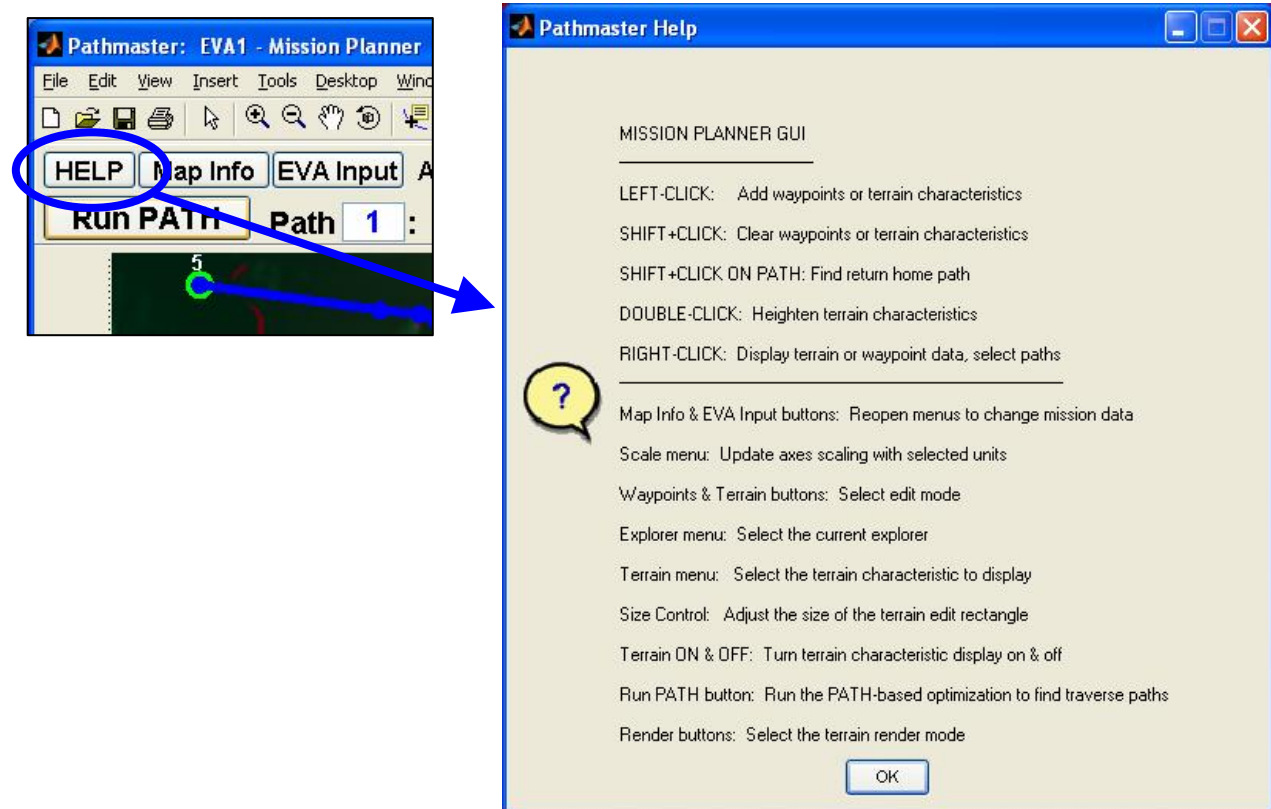 Pathmaster: EVA1 - Mission Planner
File Edit View Insert Tools Desktop
HELP Map Info EVA Input A
Run PATH Path 1 :
5
Pathmaster Help
MISSION PLANNER GUI
LEFT-CLICK: Add waypoints or terrain characteristics
SHIFT+CLICK: Clear waypoints or terrain characteristics
SHIFT+CLICK ON PATH: Find return home path
DOUBLE-CLICK: Heighten terrain characteristics
RIGHT-CLICK: Display terrain or waypoint data, select paths
?
Map Info & EVA Input buttons: Reopen menus to change mission data
Scale menu: Update axes scaling with selected units
Waypoints & Terrain buttons: Select edit mode
Explorer menu: Select the current explorer
Terrain menu: Select the terrain characteristic to display
Size Control: Adjust the size of the terrain edit rectangle
Terrain ON & OFF: Turn terrain characteristic display on & off
Run PATH button: Run the PATH-based optimization to find traverse paths
Render buttons: Select the terrain render mode
OK